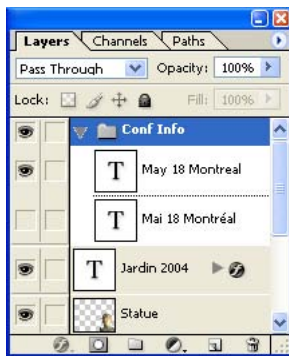 Layers Channels Paths
Pass Through Opacity: 100%
Lock: Fill: 100%
Conf Info
T May 18 Montreal
T Mai 18 Montréal
T Jardin 2004
Statue